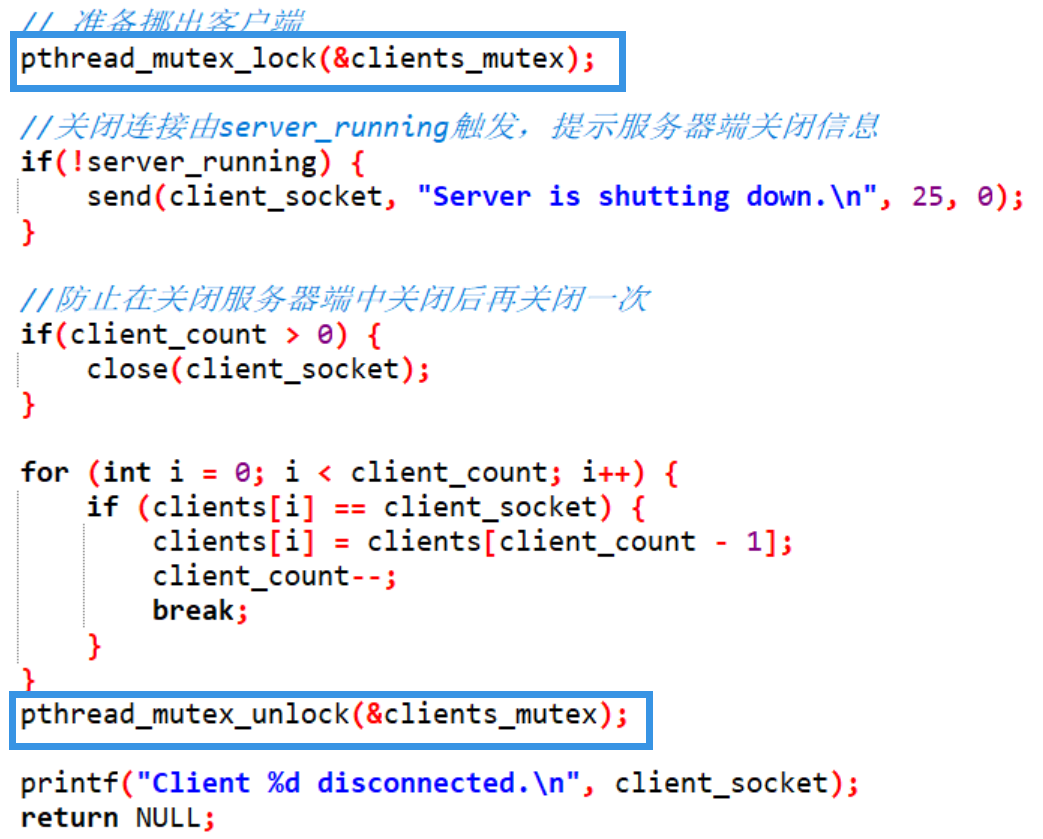 // 准备挪出客户端
pthread_mutex_lock(&clients_mutex);
//关闭连接由server_running触发，提示服务器端关闭信息
if(!server_running) {
send(client_socket, "Server is shutting down.\n", 25, 0);
}
//防止在关闭服务器端中关闭后再关闭一次
if(client_count > 0) {
close(client_socket);
}
for (int i = 0; i < client_count; i++) {
if (clients[i] == client_socket) {
clients[i] = clients[client_count - 1];
client_count--;
break;
}
}
pthread_mutex_unlock(&clients_mutex);
printf("Client %d disconnected.\n", client_socket);
return NULL;